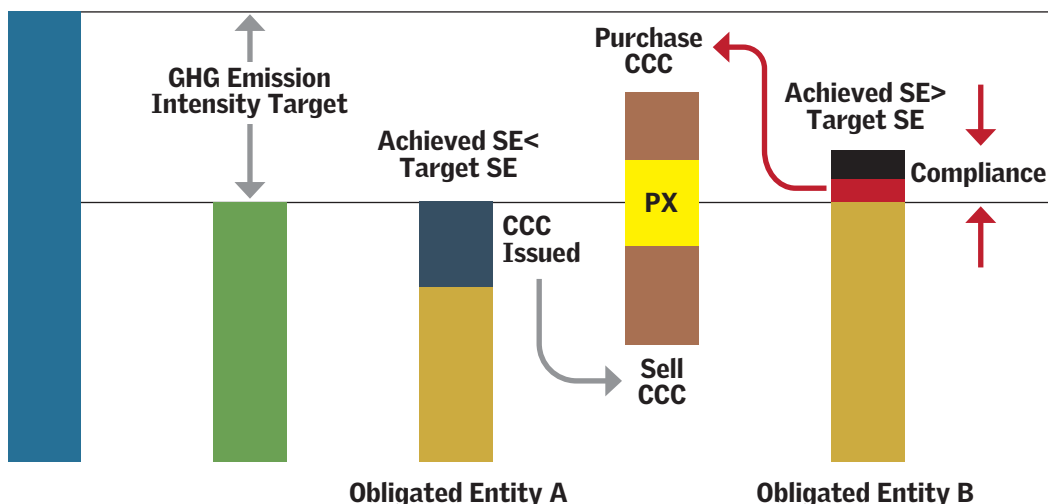 GHG Emission
Intensity Target
Achieved SE<
Target SE
CCC
Issued
Purchase
CCC
PX
Sell
CCC
Achieved SE>
Target SE
Compliance
Obligated Entity A
Obligated Entity B